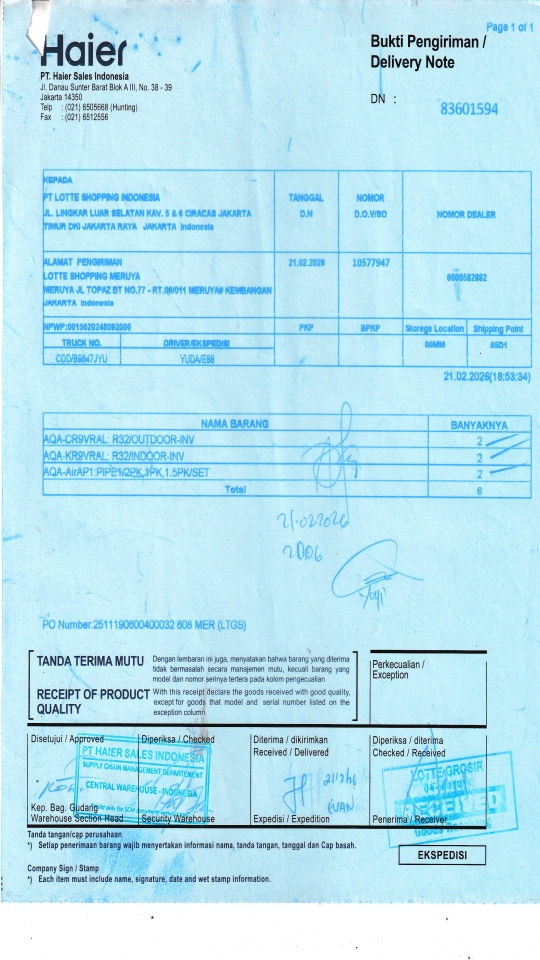 Page 1 of 1
Haier
Bukti Pengiriman /
Delivery Note
PT. Haier Sales Indonesia
Jl. Danau Sunter Barat Blok A III, No. 38 - 39
Jakarta 14350
Telp : (021) 6505668 (Hunting)
Fax : (021) 6512556
DN : 83601594
KEPADA
PT LOTTE SHOPPING INDONESIA
JL. LINGKAR LUAR SELATAN KAV. 5 & 6 CIRACAS JAKARTA
TIMUR DKI JAKARTA RAYA JAKARTA Indonesia
TANGGAL
D.N
NOMOR
D.O.V/SO
NOMOR DEALER
ALAMAT PENGIRIMAN
LOTTE SHOPPING MERUYA
MERUYA JL TOPAZ BT NO.77 - RT.06/011 MERUYA# KEMBANGAN
JAKARTA Indonesia
21.02.2026
10577947
6000582982
NPWP:0015620248092000
PKP
BPKP
Storege Location
Shipping Point
TRUCK NO.
DRIVER/EKSPEDISI
00MM
65D1
CDD/B9847JYU
YUDA/E68
21.02.2026(18:53:34)
NAMA BARANG
BANYAKNYA
AQA-CR9VRAL: R32/OUTDOOR-INV 2
AQA-KR9VRAL: R32/INDOOR-INV 2
AQA-AirAP1:PIPE1/2PK,1PK,1.5PK/SET 2
Total 6
21-02-2026
2006
Yogi
PO Number:2511190800400032 608 MER (LTGS)
TANDA TERIMA MUTU
Dengan lembaran ini juga, menyatakan bahwa barang yang diterima
tidak bermasalah secara manajemen mutu, kecuali barang yang
model dan nomor serinya tertera pada kolom pengecualian
RECEIPT OF PRODUCT
QUALITY
With this receipt declare the goods received with good quality,
except for goods that model and serial number listed on the
exception column
Perkecualian /
Exception
Disetujui / Approved
Diperiksa / Checked
Diterima / dikirimkan
Received / Delivered
Diperiksa / diterima
Checked / Received
PT HAIER SALES INDONESIA
SUPPLY CHAIN MANAGEMENT DEPARTEMENT
CENTRAL WAREHOUSE - INDONESIA
LOTTE GROSIR
RECEIVED
21/2/26
EVAN
Kep. Bag. Gudang
Warehouse Section Head
Security Warehouse
Expedisi / Expedition
Penerima / Receiver
Tanda tangan/cap perusahaan
*) Setiap penerimaan barang wajib menyertakan informasi nama, tanda tangan, tanggal dan Cap basah.
EKSPEDISI
Company Sign / Stamp
*) Each item must include name, signature, date and wet stamp information.